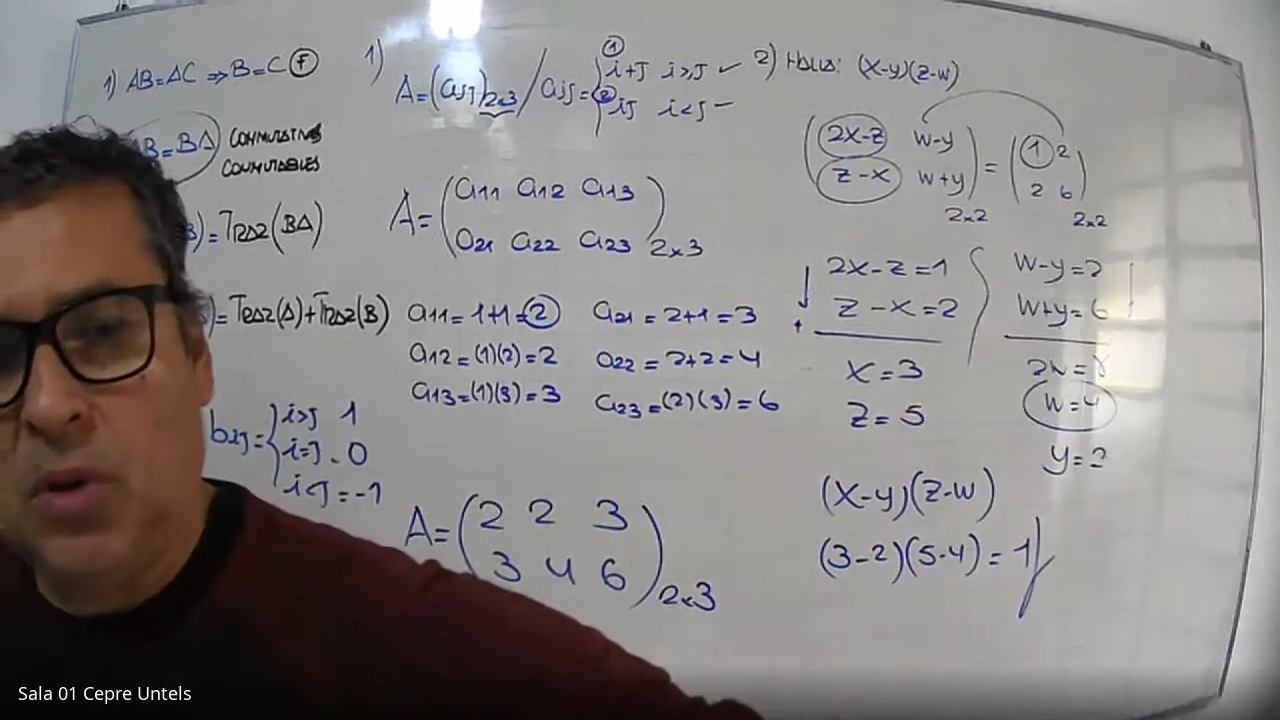 1) AB=AC ⇒ B=C (F)
AB=BA CONMUTATIVA
CONMUTABLES
B)=TRAZ(BA)
B)=TRAZ(A)+TRAZ(B)
bij= { i>j 1
i=j - 0
i<j = -1
1) A=(aij)2x3 / aij= { ① i+j i≥j ✓
② ij i<j –
A= (a11 a12 a13
a21 a22 a23) 2x3
a11=1+1=2 a21=2+1=3
a12=(1)(2)=2 a22=2+2=4
a13=(1)(3)=3 a23=(2)(3)=6
A= (2 2 3
3 4 6) 2x3
2) HALLAR: (x-y)(z-w)
(2x-z w-y
z-x w+y) 2x2 = (1 2
2 6) 2x2
2x-z=1 w-y=2
z-x=2 w+y=6
+
x=3 2w=8
z=5 w=4
y=2
(x-y)(z-w)
(3-2)(5-4)=1
Sala 01 Cepre Untels